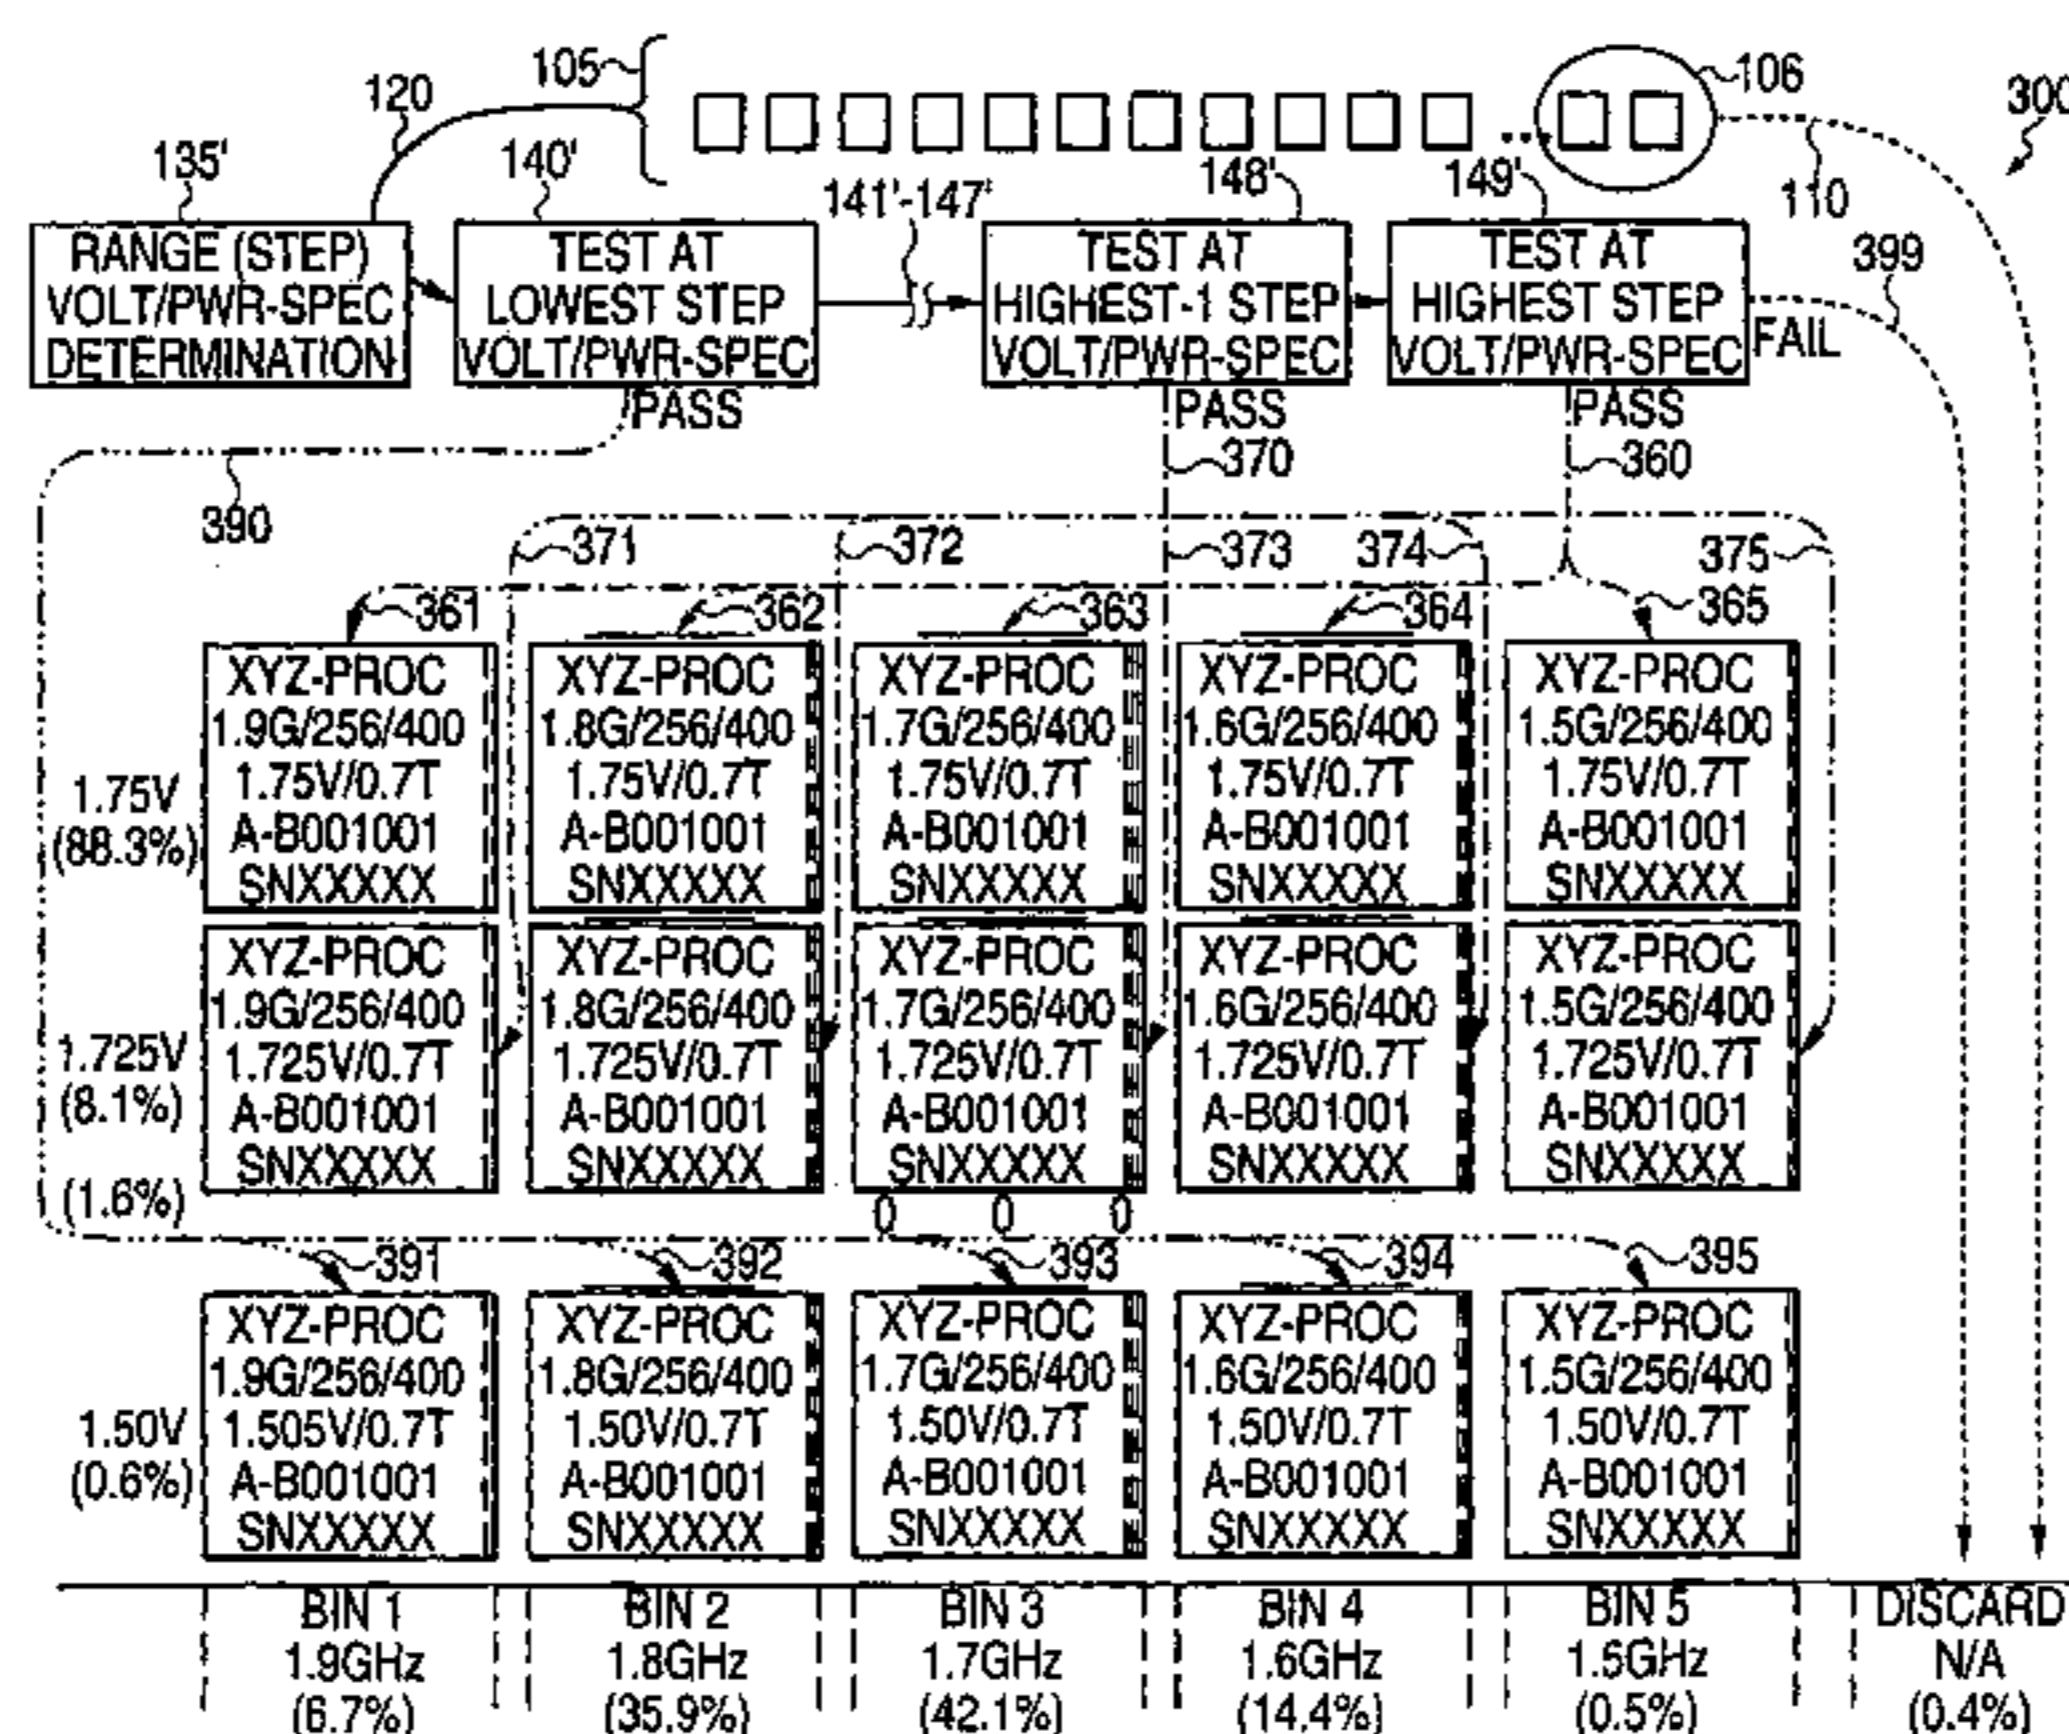 105
120
106
300
135'
140'
141'-147'
148'
149'
110
399
RANGE (STEP)
VOLT/PWR-SPEC
DETERMINATION
TEST AT
LOWEST STEP
VOLT/PWR-SPEC
TEST AT
HIGHEST-1 STEP
VOLT/PWR-SPEC
TEST AT
HIGHEST STEP
VOLT/PWR-SPEC
FAIL
PASS
PASS
PASS
390
370
360
371
372
373
374
375
361
362
363
364
365
1.75V
(88.3%)
XYZ-PROC
1.9G/256/400
1.75V/0.7T
A-B001001
SNXXXXX
XYZ-PROC
1.8G/256/400
1.75V/0.7T
A-B001001
SNXXXXX
XYZ-PROC
1.7G/256/400
1.75V/0.7T
A-B001001
SNXXXXX
XYZ-PROC
1.6G/256/400
1.75V/0.7T
A-B001001
SNXXXXX
XYZ-PROC
1.5G/256/400
1.75V/0.7T
A-B001001
SNXXXXX
1.725V
(8.1%)
XYZ-PROC
1.9G/256/400
1.725V/0.7T
A-B001001
SNXXXXX
XYZ-PROC
1.8G/256/400
1.725V/0.7T
A-B001001
SNXXXXX
XYZ-PROC
1.7G/256/400
1.725V/0.7T
A-B001001
SNXXXXX
XYZ-PROC
1.6G/256/400
1.725V/0.7T
A-B001001
SNXXXXX
XYZ-PROC
1.5G/256/400
1.725V/0.7T
A-B001001
SNXXXXX
(1.6%)
0 0 0
391
392
393
394
395
1.50V
(0.6%)
XYZ-PROC
1.9G/256/400
1.505V/0.7T
A-B001001
SNXXXXX
XYZ-PROC
1.8G/256/400
1.50V/0.7T
A-B001001
SNXXXXX
XYZ-PROC
1.7G/256/400
1.50V/0.7T
A-B001001
SNXXXXX
XYZ-PROC
1.6G/256/400
1.50V/0.7T
A-B001001
SNXXXXX
XYZ-PROC
1.5G/256/400
1.50V/0.7T
A-B001001
SNXXXXX
BIN 1
1.9GHz
(6.7%)
BIN 2
1.8GHz
(35.9%)
BIN 3
1.7GHz
(42.1%)
BIN 4
1.6GHz
(14.4%)
BIN 5
1.5GHz
(0.5%)
DISCARD
N/A
(0.4%)